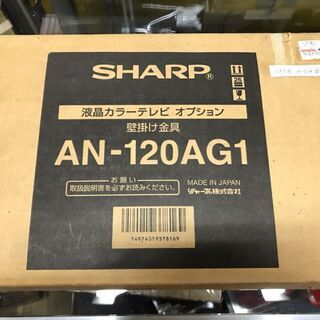 SHARP®
液晶カラーテレビ オプション
壁掛け金具
AN-120AG1
お願い
取扱説明書を必ずお読みください。
MADE IN JAPAN
シャープ株式会社
T4974019378169